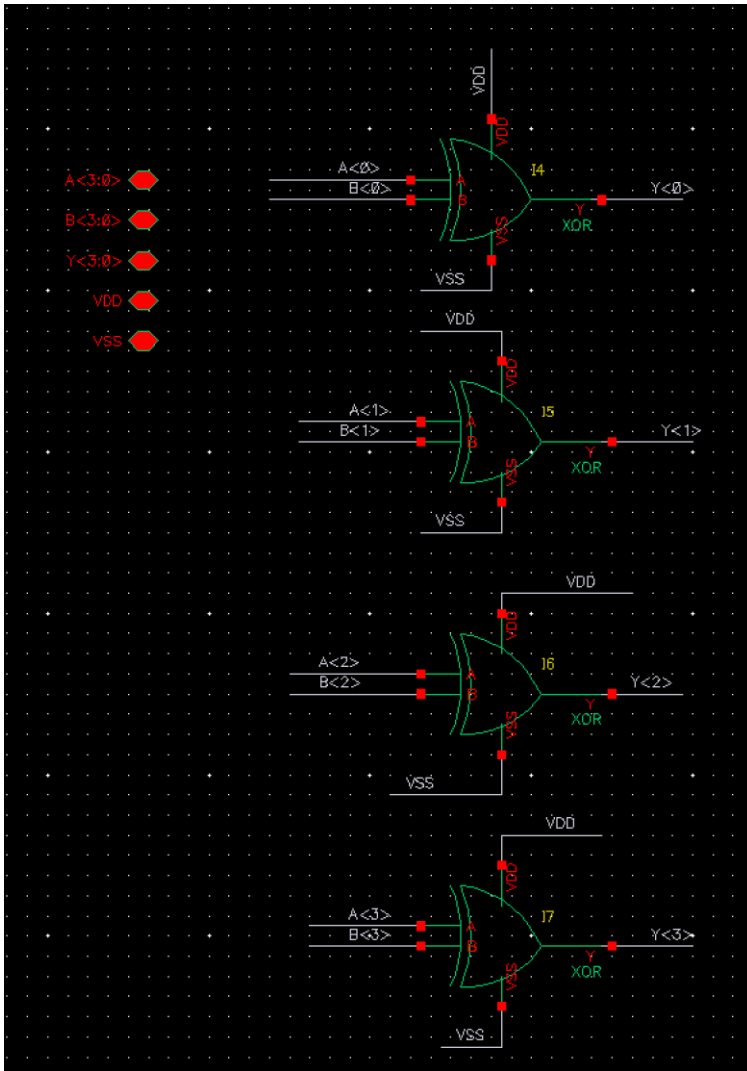 A<3:0>
B<3:0>
Y<3:0>
VDD
VSS
VDD
VDD
I4
A<0>
A
B<0>
B
Y<0>
Y
XOR
VSS
VSS
VDD
VDD
I5
A<1>
A
B<1>
B
Y<1>
Y
XOR
VSS
VSS
VDD
VDD
I6
A<2>
A
B<2>
B
Y<2>
Y
XOR
VSS
VSS
VDD
VDD
I7
A<3>
A
B<3>
B
Y<3>
Y
XOR
VSS
VSS